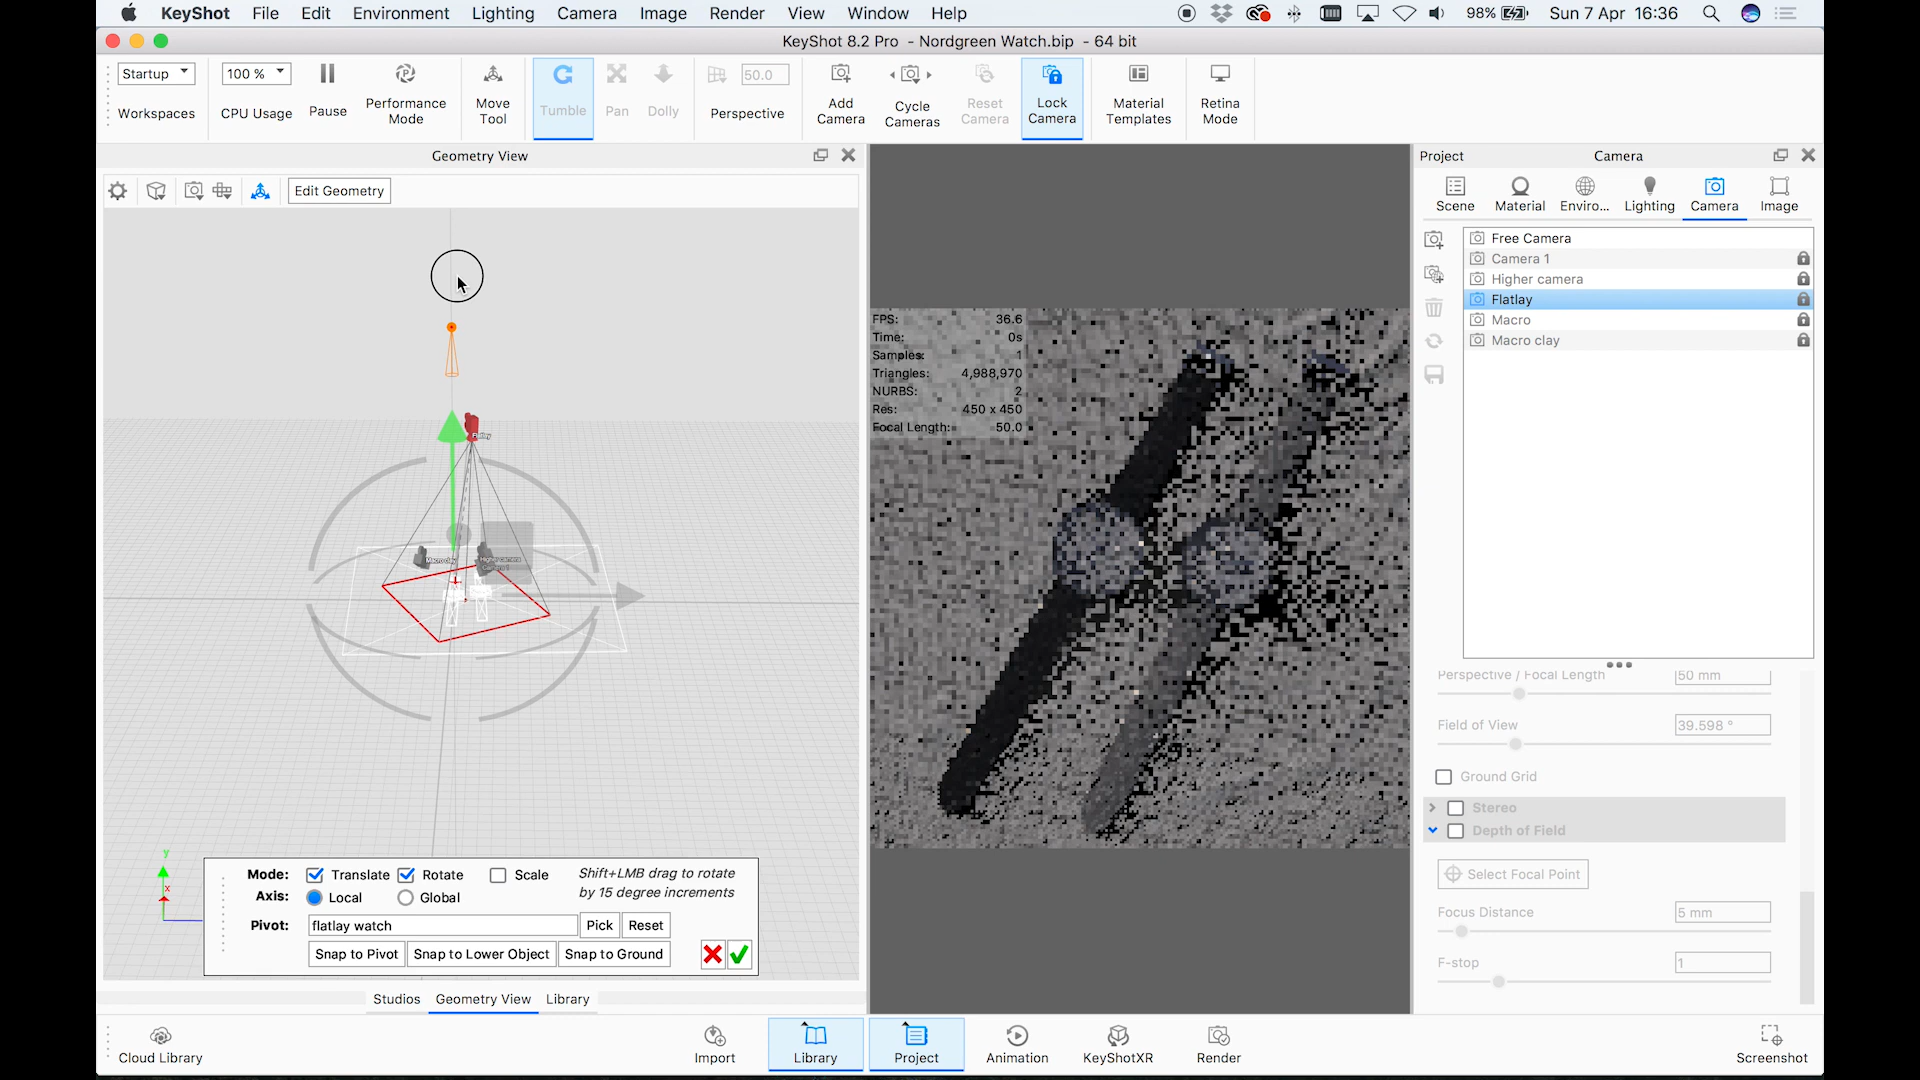 KeyShot File Edit Environment Lighting Camera Image Render View Window Help 98% Sun 7 Apr 16:36
KeyShot 8.2 Pro - Nordgreen Watch.bip - 64 bit
Startup 100 % 50.0
Workspaces CPU Usage Pause Performance Mode Move Tool Tumble Pan Dolly Perspective Add Camera Cycle Cameras Reset Camera Lock Camera Material Templates Retina Mode
Geometry View
Edit Geometry
Project Camera
Scene Material Enviro... Lighting Camera Image
Free Camera
Camera 1
Higher camera
Flatlay
Macro
Macro clay
FPS: 36.6
Time: 0s
Samples: 1
Triangles: 4,988,970
NURBS: 2
Res: 450 x 450
Focal Length: 50.0
Flatlay
Macro clay
Higher camera
Camera 1
Perspective / Focal Length 50 mm
Field of View 39.598 °
Ground Grid
Stereo
Depth of Field
Select Focal Point
Focus Distance 5 mm
F-stop 1
y
x
Mode: Translate Rotate Scale
Shift+LMB drag to rotate
by 15 degree increments
Axis: Local Global
Pivot: flatlay watch Pick Reset
Snap to Pivot Snap to Lower Object Snap to Ground
Studios Geometry View Library
Cloud Library Import Library Project Animation KeyShotXR Render Screenshot